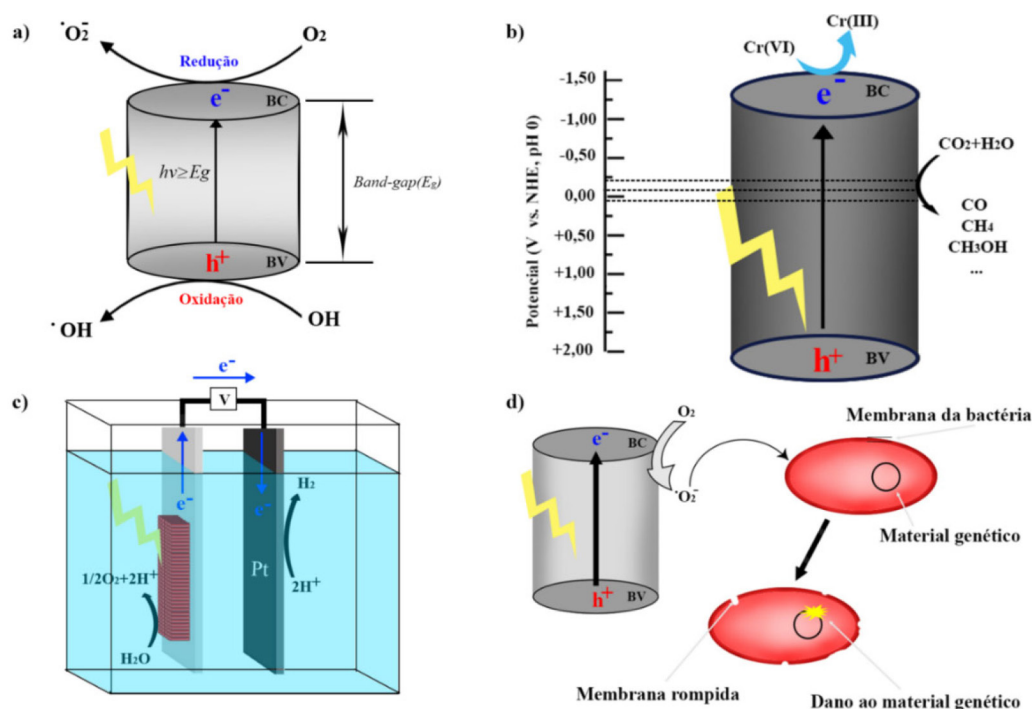 a)
·O₂⁻
O₂
Redução
e⁻
BC
hν≥Eg
Band-gap(Eg)
h⁺
BV
Oxidação
·OH
OH
b)
Cr(III)
Cr(VI)
e⁻
BC
Potencial (V vs. NHE, pH 0)
-1,50
-1,00
-0,50
0,00
+0,50
+1,00
+1,50
+2,00
CO₂+H₂O
CO
CH₄
CH₃OH
...
h⁺
BV
c)
e⁻
V
e⁻
e⁻
H₂
Pt
2H⁺
1/2O₂+2H⁺
H₂O
d)
O₂
e⁻
BC
·O₂⁻
h⁺
BV
Membrana da bactéria
Material genético
Membrana rompida
Dano ao material genético